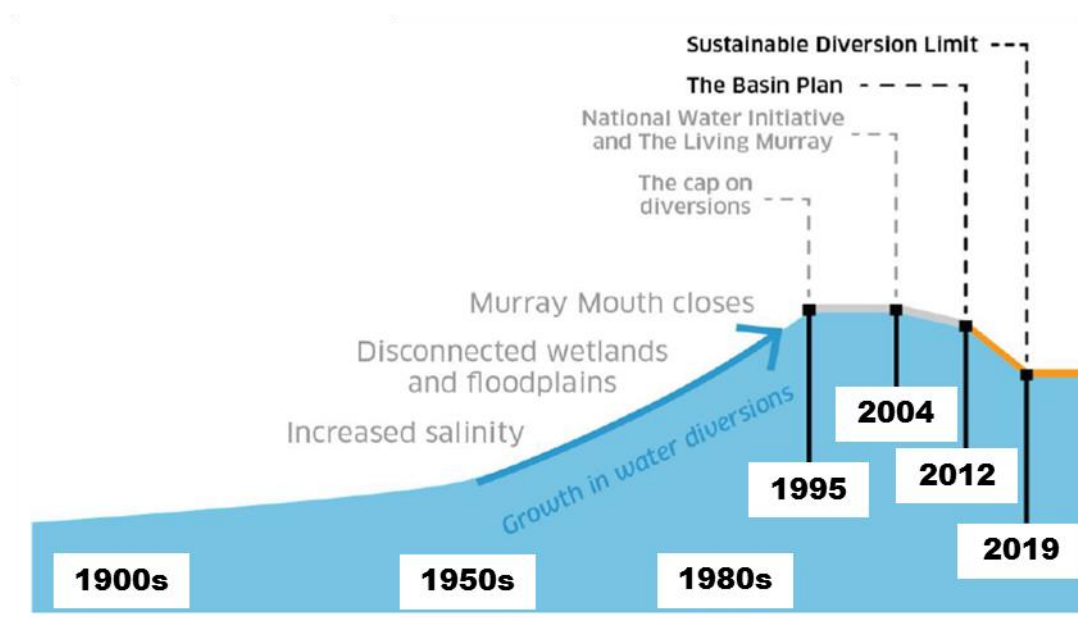 Sustainable Diversion Limit
The Basin Plan
National Water Initiative
and The Living Murray
The cap on
diversions
Murray Mouth closes
Disconnected wetlands
and floodplains
Increased salinity
Growth in water diversions
2004
2012
1995
2019
1900s
1950s
1980s